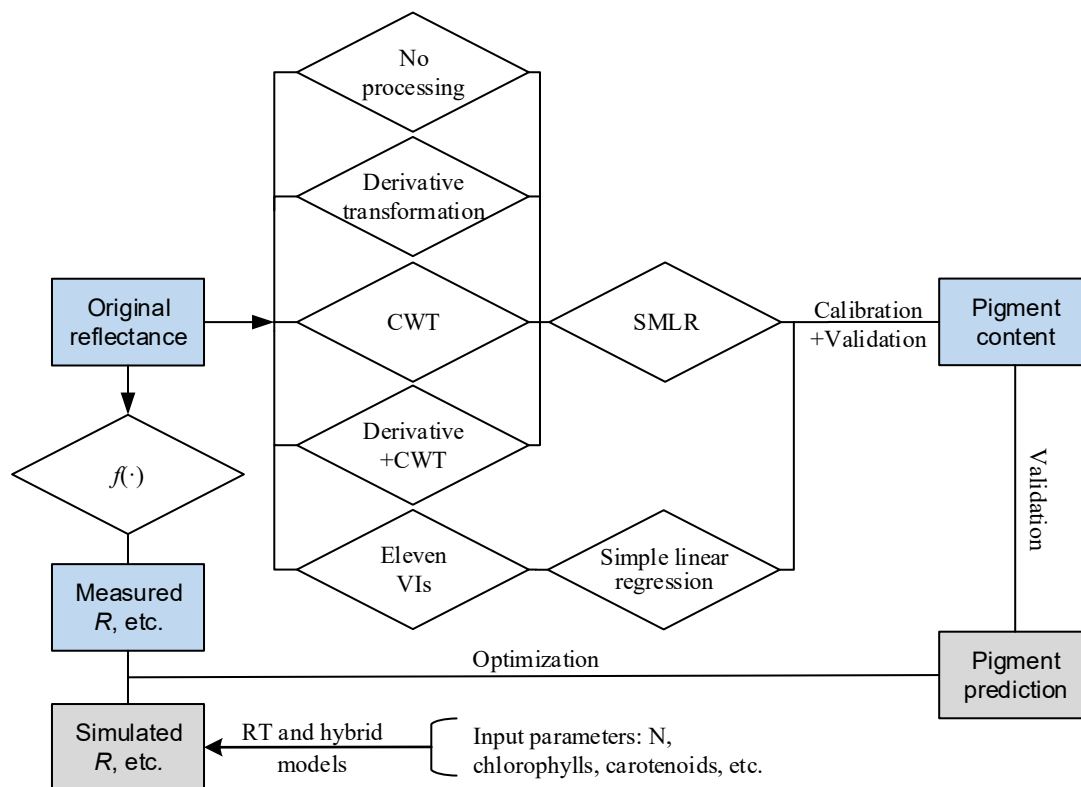 No
processing
Derivative
transformation
Original
reflectance
CWT
SMLR
Calibration
+Validation
Pigment
content
Derivative
+CWT
f(·)
Validation
Eleven
VIs
Simple linear
regression
Measured
R, etc.
Optimization
Pigment
prediction
Simulated
R, etc.
RT and hybrid
models
Input parameters: N,
chlorophylls, carotenoids, etc.